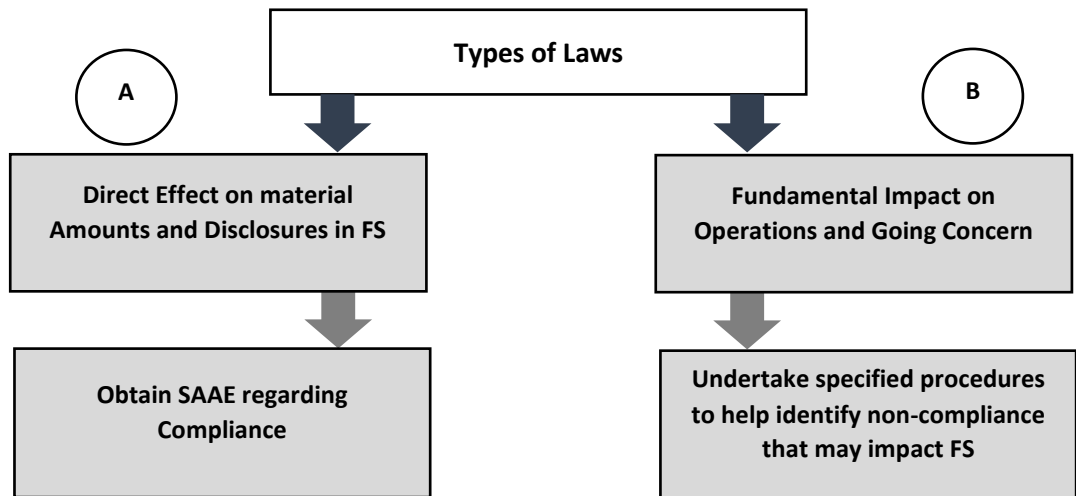 Types of Laws
A
B
Direct Effect on material
Amounts and Disclosures in FS
Fundamental Impact on
Operations and Going Concern
Obtain SAAE regarding
Compliance
Undertake specified procedures
to help identify non-compliance
that may impact FS